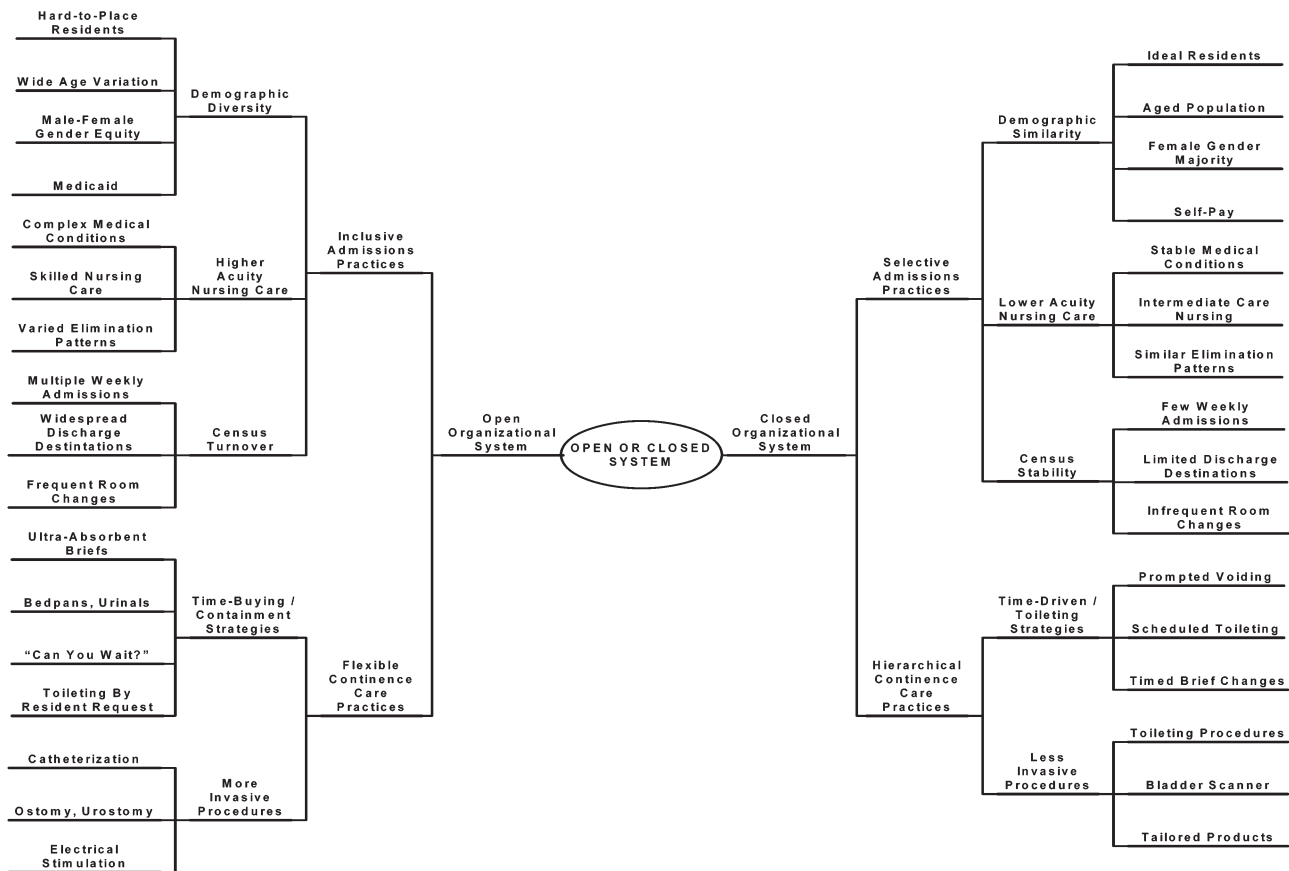 Hard-to-Place
Residents
Wide Age Variation
Male-Female
Gender Equity
Medicaid
Demographic
Diversity
Complex Medical
Conditions
Skilled Nursing
Care
Varied Elimination
Patterns
Higher
Acuity
Nursing Care
Multiple Weekly
Admissions
Widespread
Discharge
Destintations
Frequent Room
Changes
Census
Turnover
Inclusive
Admissions
Practices
Ultra-Absorbent
Briefs
Bedpans, Urinals
“Can You Wait?”
Toileting By
Resident Request
Time-Buying /
Containment
Strategies
Catheterization
Ostomy, Urostomy
Electrical
Stimulation
More
Invasive
Procedures
Flexible
Continence
Care
Practices
Open
Organizational
System
OPEN OR CLOSED
SYSTEM
Closed
Organizational
System
Selective
Admissions
Practices
Demographic
Similarity
Ideal Residents
Aged Population
Female Gender
Majority
Self-Pay
Lower Acuity
Nursing Care
Stable Medical
Conditions
Intermediate Care
Nursing
Similar Elimination
Patterns
Census
Stability
Few Weekly
Admissions
Limited Discharge
Destinations
Infrequent Room
Changes
Hierarchical
Continence
Care
Practices
Time-Driven /
Toileting
Strategies
Prompted Voiding
Scheduled Toileting
Timed Brief Changes
Less
Invasive
Procedures
Toileting Procedures
Bladder Scanner
Tailored Products